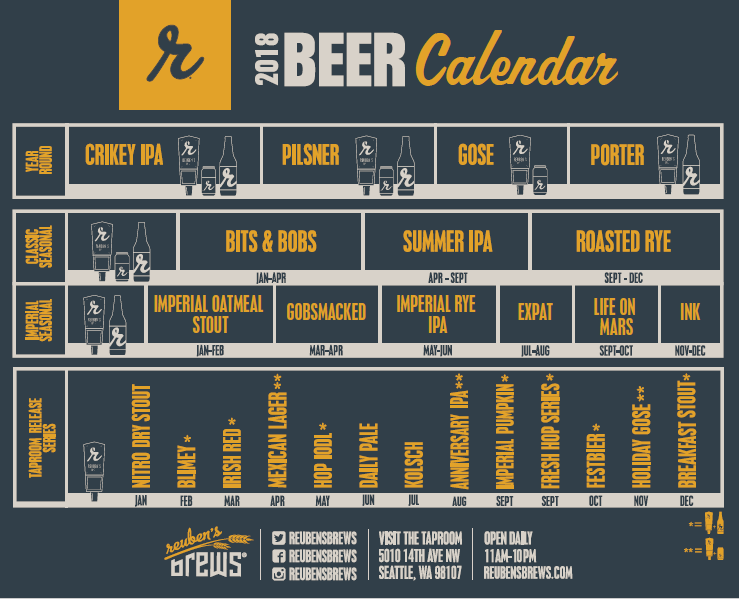 r
2018 BEER Calendar
YEAR ROUND
CRIKEY IPA
PILSNER
GOSE
PORTER
CLASSIC SEASONAL
BITS & BOBS
SUMMER IPA
ROASTED RYE
JAN-APR
APR - SEPT
SEPT - DEC
IMPERIAL SEASONAL
IMPERIAL OATMEAL
STOUT
GOBSMACKED
IMPERIAL RYE
IPA
EXPAT
LIFE ON
MARS
INK
JAN-FEB
MAR-APR
MAY-JUN
JUL-AUG
SEPT-OCT
NOV-DEC
TAPROOM RELEASE
SERIES
NITRO DRY STOUT
BLIMEY*
IRISH RED*
MEXICAN LAGER**
HOP IDOL*
DAILY PALE
KOLSCH
ANNIVERSARY IPA**
IMPERIAL PUMPKIN*
FRESH HOP SERIES*
FESTBIER*
HOLIDAY GOSE**
BREAKFAST STOUT*
JAN
FEB
MAR
APR
MAY
JUN
JUL
AUG
SEPT
SEPT
OCT
NOV
DEC
*=
**=
reuben's
brews
REUBENSBREWS
REUBENSBREWS
REUBENSBREWS
VISIT THE TAPROOM
5010 14TH AVE NW
SEATTLE, WA 98107
OPEN DAILY
11AM-10PM
REUBENSBREWS.COM